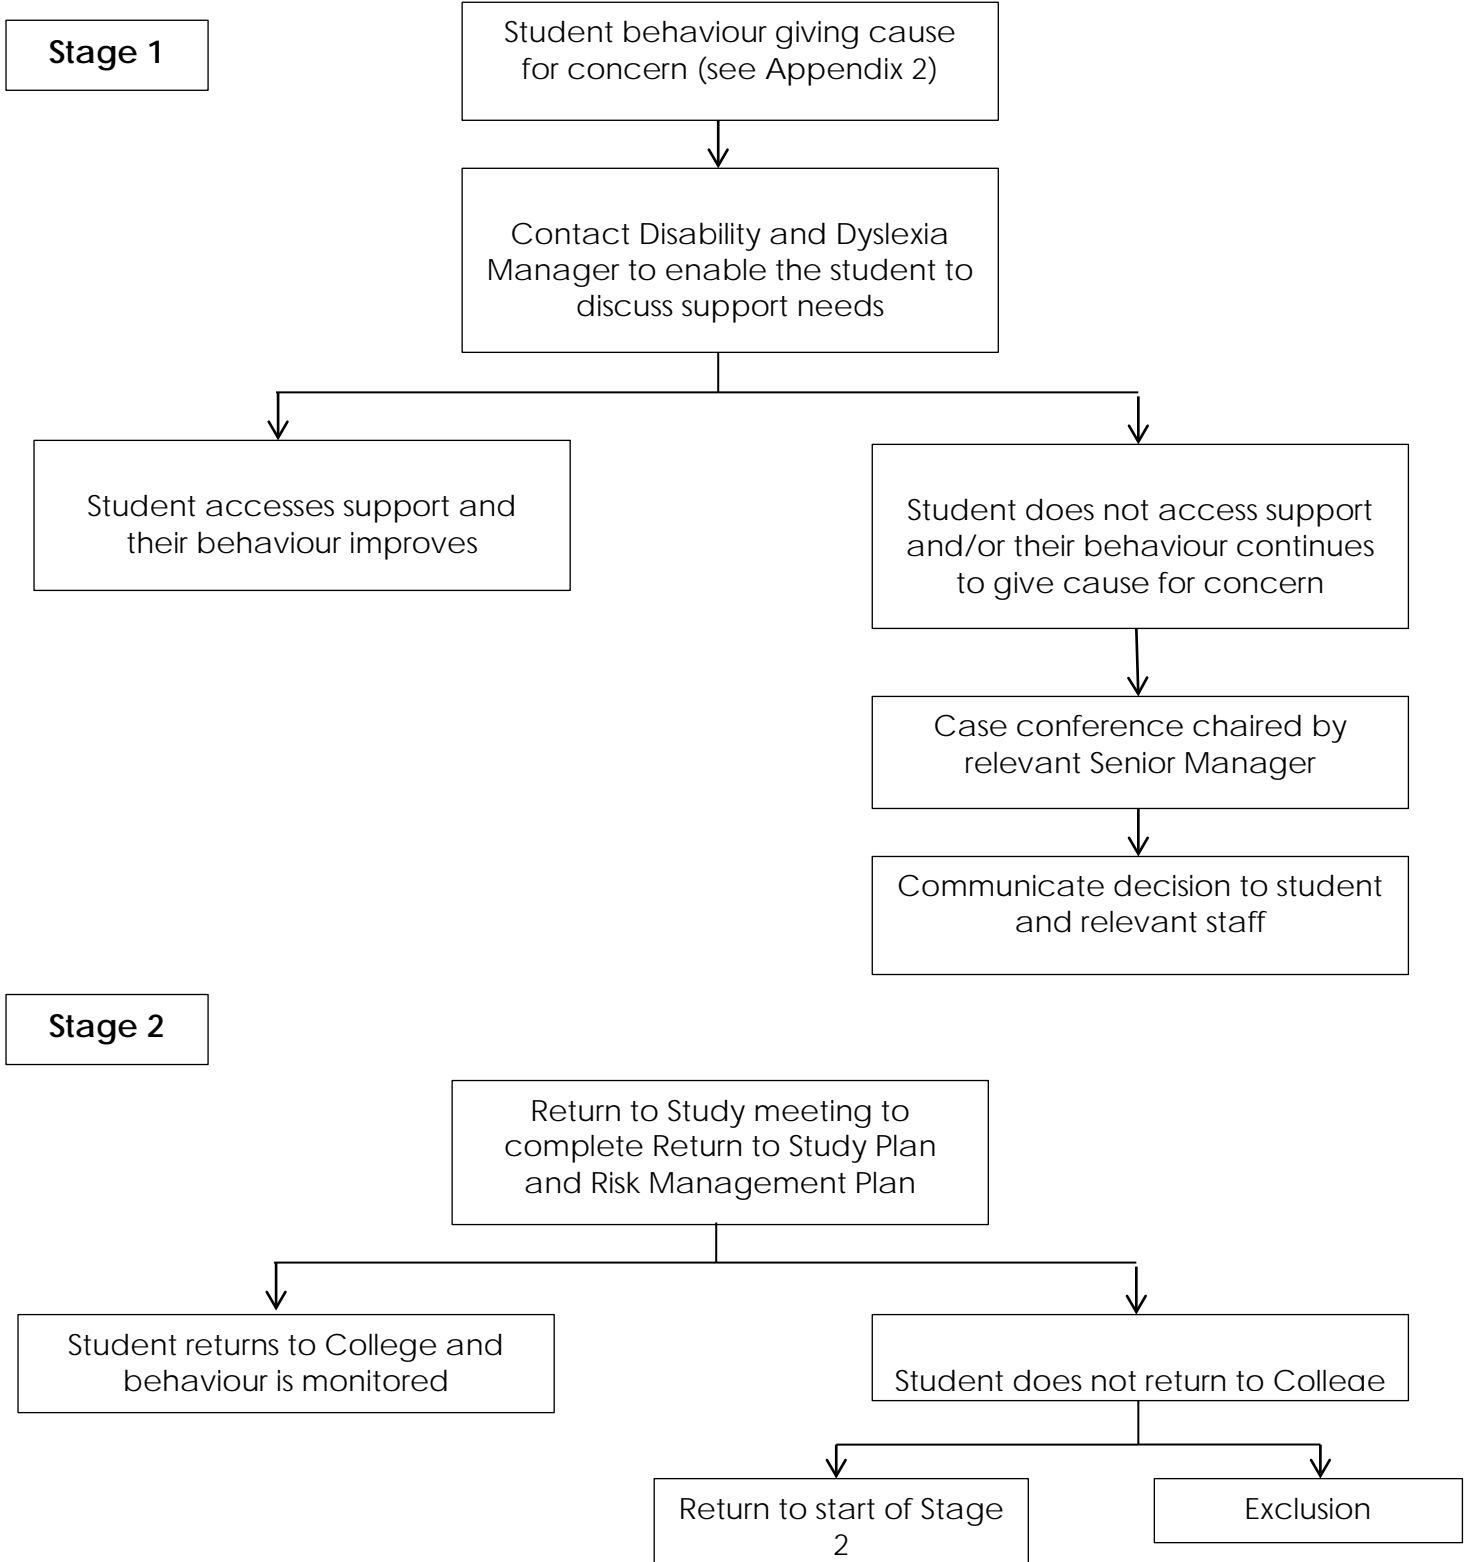 Stage 1
Student behaviour giving cause
for concern (see Appendix 2)
Contact Disability and Dyslexia
Manager to enable the student to
discuss support needs
Student accesses support and
their behaviour improves
Student does not access support
and/or their behaviour continues
to give cause for concern
Case conference chaired by
relevant Senior Manager
Communicate decision to student
and relevant staff
Stage 2
Return to Study meeting to
complete Return to Study Plan
and Risk Management Plan
Student returns to College and
behaviour is monitored
Student does not return to College
Return to start of Stage
2
Exclusion